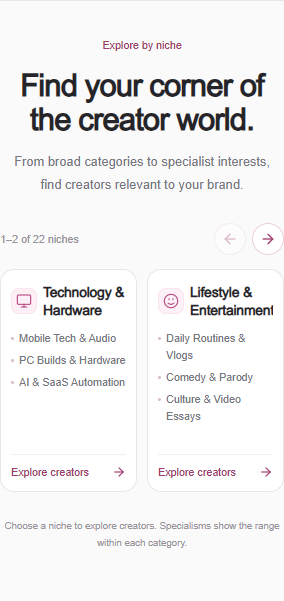 Explore by niche
Find your corner of
the creator world.
From broad categories to specialist interests,
find creators relevant to your brand.
1–2 of 22 niches
Technology &
Hardware
• Mobile Tech & Audio
• PC Builds & Hardware
• AI & SaaS Automation
Explore creators
Lifestyle &
Entertainment
• Daily Routines &
Vlogs
• Comedy & Parody
• Culture & Video
Essays
Explore creators
Choose a niche to explore creators. Specialisms show the range
within each category.